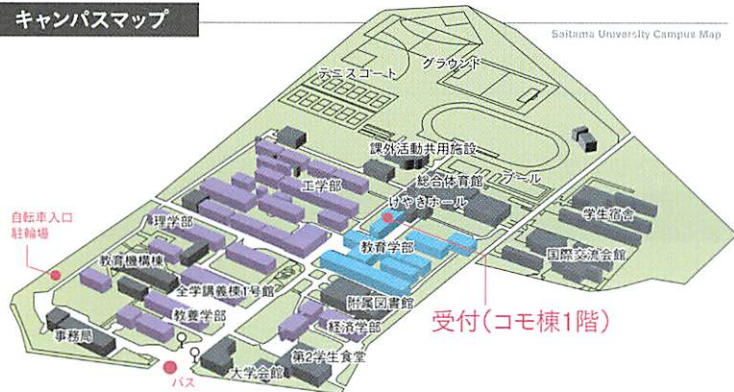 キャンパスマップ
Saitama University Campus Map
グラウンド
テニスコート
課外活動共用施設
総合体育館
プール
けやきホール
工学部
学生宿舎
理学部
自転車入口
駐輪場
教育学部
国際交流会館
教育機構棟
全学講義棟1号館
附属図書館
教養学部
経済学部
受付(コモ棟1階)
事務局
第2学生食堂
大学会館
バス